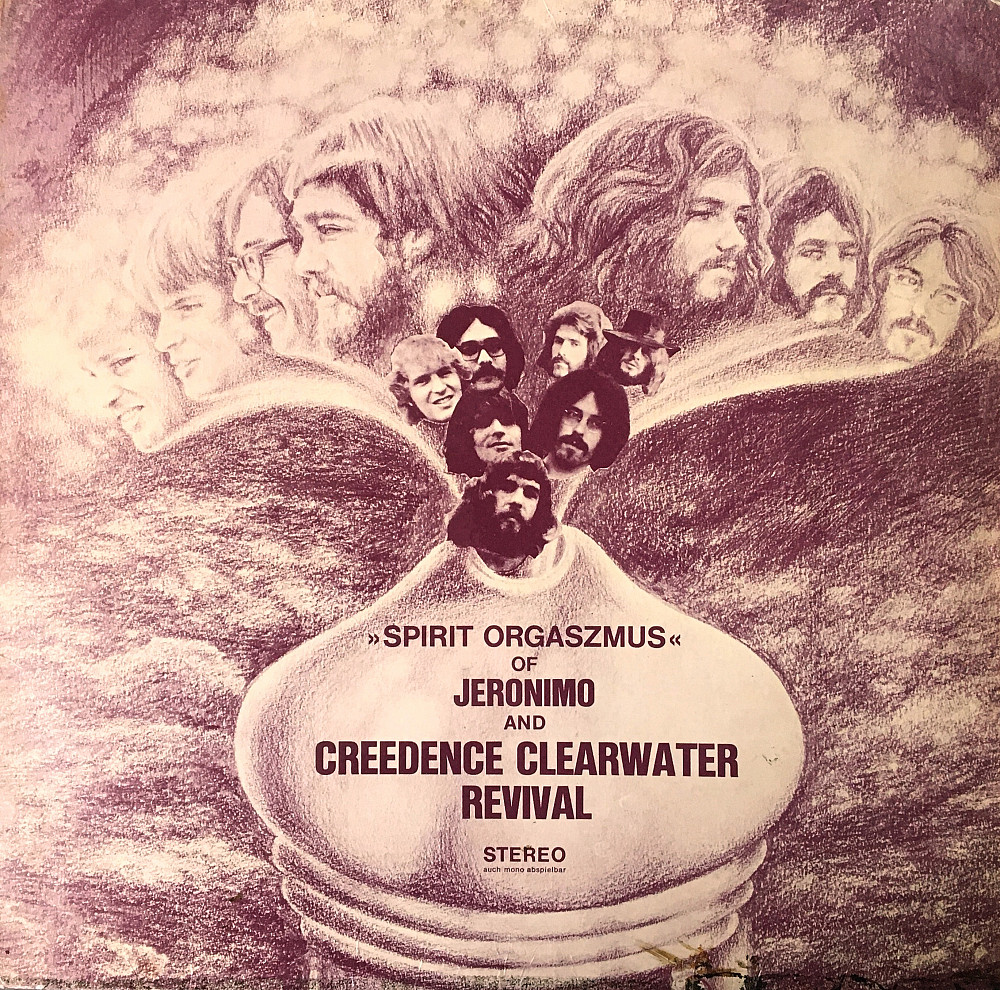 »SPIRIT ORGASZMUS«
OF
JERONIMO
AND
CREEDENCE CLEARWATER
REVIVAL
STEREO
auch mono abspielbar